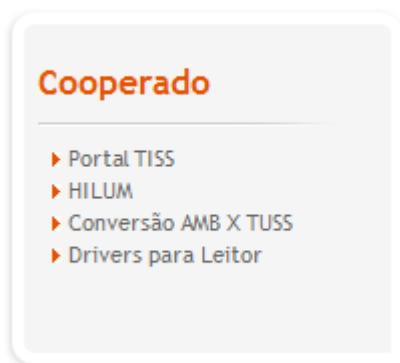 Cooperado
Portal TISS
HILUM
Conversão AMB X TUSS
Drivers para Leitor